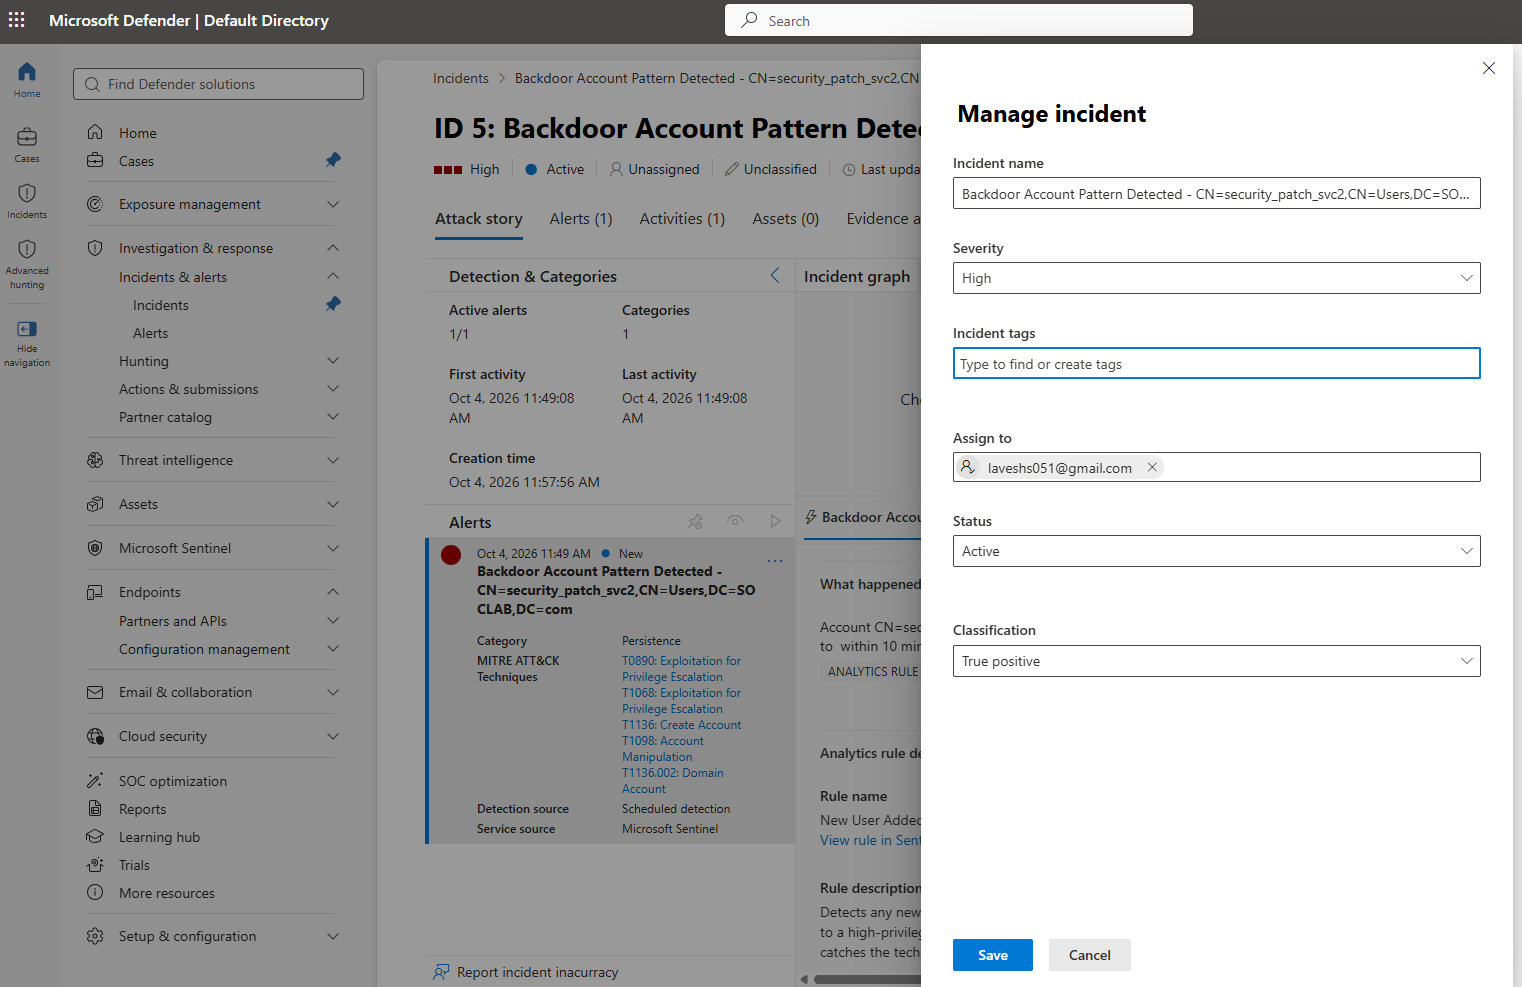 Microsoft Defender | Default Directory
Search
Home
Cases
Incidents
Advanced
hunting
Hide
navigation
Find Defender solutions
Home
Cases
Exposure management
Investigation & response
Incidents & alerts
Incidents
Alerts
Hunting
Actions & submissions
Partner catalog
Threat intelligence
Assets
Microsoft Sentinel
Endpoints
Partners and APIs
Configuration management
Email & collaboration
Cloud security
SOC optimization
Reports
Learning hub
Trials
More resources
Setup & configuration
Incidents > Backdoor Account Pattern Detected - CN=security_patch_svc2,CN
ID 5: Backdoor Account Pattern Dete
High
Active
Unassigned
Unclassified
Last upda
Attack story
Alerts (1)
Activities (1)
Assets (0)
Evidence a
Detection & Categories
Active alerts
Categories
1/1
1
First activity
Last activity
Oct 4, 2026 11:49:08
AM
Oct 4, 2026 11:49:08
AM
Creation time
Oct 4, 2026 11:57:56 AM
Alerts
Oct 4, 2026 11:49 AM
New
Backdoor Account Pattern Detected -
CN=security_patch_svc2,CN=Users,DC=SO
CLAB,DC=com
Category
Persistence
MITRE ATT&CK
Techniques
T0890: Exploitation for
Privilege Escalation
T1068: Exploitation for
Privilege Escalation
T1136: Create Account
T1098: Account
Manipulation
T1136.002: Domain
Account
Detection source
Scheduled detection
Service source
Microsoft Sentinel
Report incident inacurracy
Incident graph
Che
Backdoor Accou
What happened
Account CN=sec
to  within 10 min
ANALYTICS RULE
Analytics rule de
Rule name
New User Added
View rule in Sent
Rule description
Detects any new
to a high-privileg
catches the tech
Manage incident
Incident name
Backdoor Account Pattern Detected - CN=security_patch_svc2,CN=Users,DC=SO...
Severity
High
Incident tags
Type to find or create tags
Assign to
laveshs051@gmail.com
Status
Active
Classification
True positive
Save
Cancel